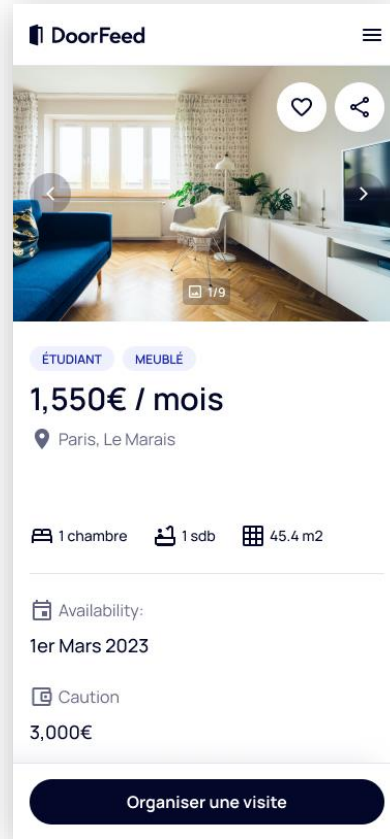 DoorFeed
1/9
ÉTUDIANT MEUBLÉ
1,550€ / mois
Paris, Le Marais
1 chambre 1 sdb 45.4 m2
Availability:
1er Mars 2023
Caution
3,000€
Organiser une visite